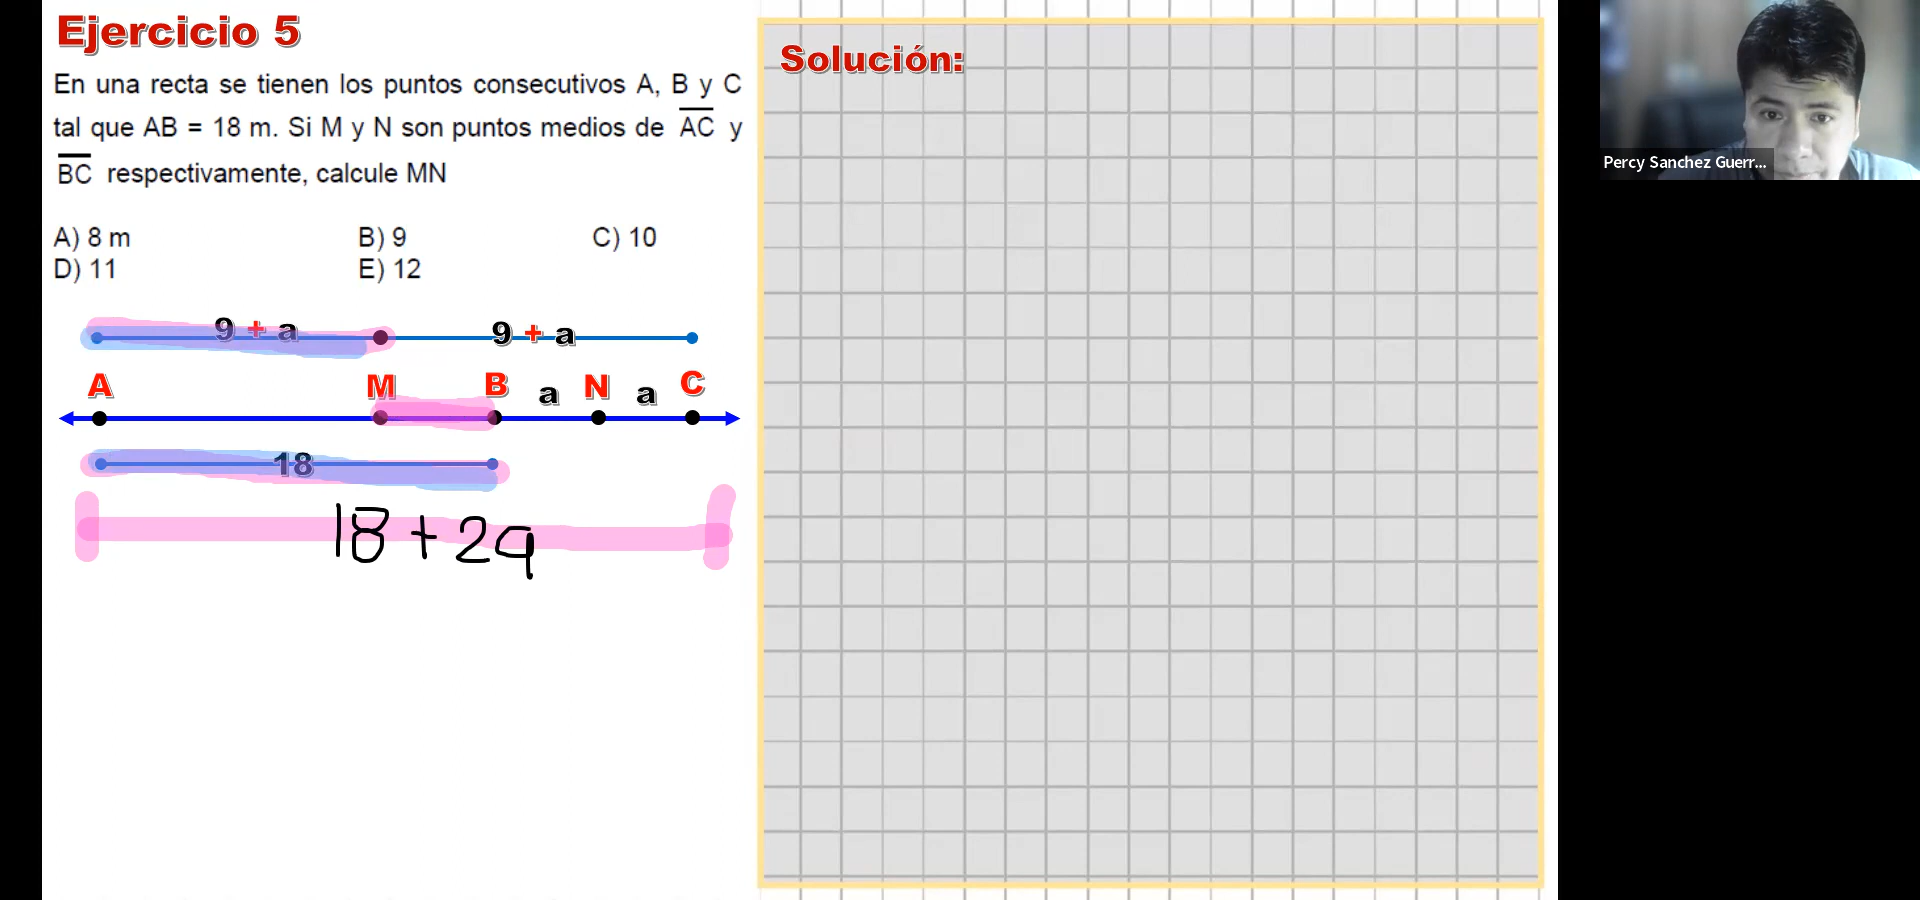 Ejercicio 5
En una recta se tienen los puntos consecutivos A, B y C
tal que AB = 18 m. Si M y N son puntos medios de AC y
BC respectivamente, calcule MN
A) 8 m B) 9 C) 10
D) 11 E) 12
9 + a 9 + a
A M B a N a C
18
18 + 2a
Solución:
Percy Sanchez Guerr...